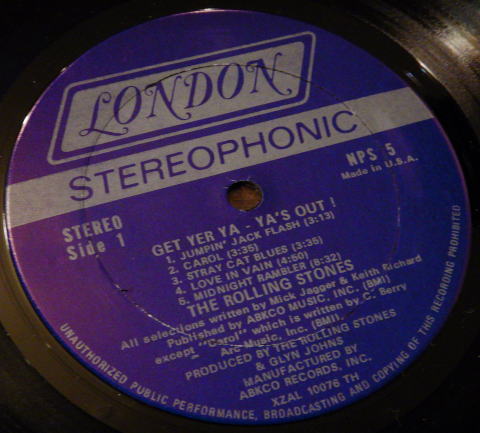 LONDON
STEREOPHONIC
STEREO
Side 1
NPS 5
Made in U.S.A.
GET YER YA - YA'S OUT !
1. JUMPIN' JACK FLASH (3:13)
2. CAROL (3:35)
3. STRAY CAT BLUES (3:35)
4. LOVE IN VAIN (4:50)
5. MIDNIGHT RAMBLER (8:32)
THE ROLLING STONES
All selections written by Mick Jagger & Keith Richard
Published by ABKCO MUSIC, INC. (BMI)
except "Carol" which is written by C. Berry
Arc Music, Inc. (BMI)
PRODUCED BY THE ROLLING STONES
& GLYN JOHNS
MANUFACTURED BY
ABKCO RECORDS, INC.
XZAL 10076 TH
UNAUTHORIZED PUBLIC PERFORMANCE, BROADCASTING AND COPYING OF THIS RECORDING PROHIBITED